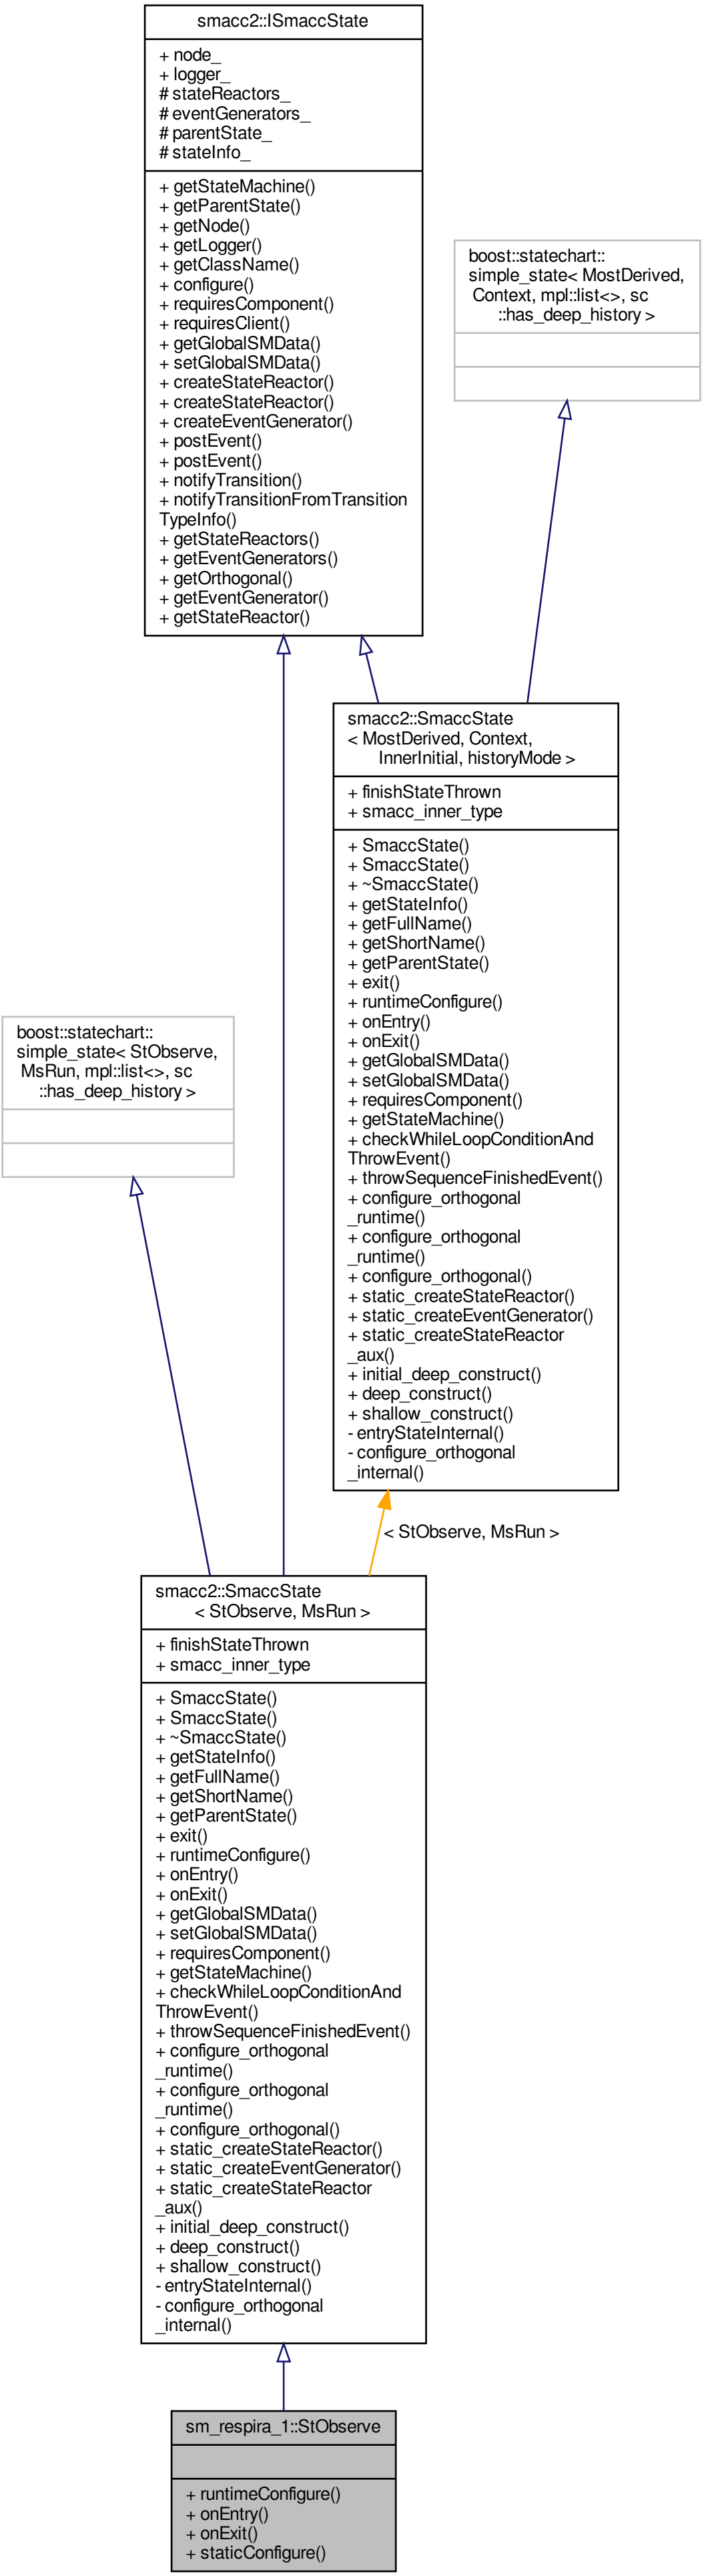 smacc2::ISmaccState
+ node_
+ logger_
# stateReactors_
# eventGenerators_
# parentState_
# stateInfo_
+ getStateMachine()
+ getParentState()
+ getNode()
+ getLogger()
+ getClassName()
+ configure()
+ requiresComponent()
+ requiresClient()
+ getGlobalSMData()
+ setGlobalSMData()
+ createStateReactor()
+ createStateReactor()
+ createEventGenerator()
+ postEvent()
+ postEvent()
+ notifyTransition()
+ notifyTransitionFromTransition
TypeInfo()
+ getStateReactors()
+ getEventGenerators()
+ getOrthogonal()
+ getEventGenerator()
+ getStateReactor()
boost::statechart::
simple_state< MostDerived,
Context, mpl::list<>, sc
::has_deep_history >
smacc2::SmaccState
< MostDerived, Context,
InnerInitial, historyMode >
+ finishStateThrown
+ smacc_inner_type
+ SmaccState()
+ SmaccState()
+ ~SmaccState()
+ getStateInfo()
+ getFullName()
+ getShortName()
+ getParentState()
+ exit()
+ runtimeConfigure()
+ onEntry()
+ onExit()
+ getGlobalSMData()
+ setGlobalSMData()
+ requiresComponent()
+ getStateMachine()
+ checkWhileLoopConditionAnd
ThrowEvent()
+ throwSequenceFinishedEvent()
+ configure_orthogonal
_runtime()
+ configure_orthogonal
_runtime()
+ configure_orthogonal()
+ static_createStateReactor()
+ static_createEventGenerator()
+ static_createStateReactor
_aux()
+ initial_deep_construct()
+ deep_construct()
+ shallow_construct()
- entryStateInternal()
- configure_orthogonal
_internal()
boost::statechart::
simple_state< StObserve,
MsRun, mpl::list<>, sc
::has_deep_history >
< StObserve, MsRun >
smacc2::SmaccState
< StObserve, MsRun >
+ finishStateThrown
+ smacc_inner_type
+ SmaccState()
+ SmaccState()
+ ~SmaccState()
+ getStateInfo()
+ getFullName()
+ getShortName()
+ getParentState()
+ exit()
+ runtimeConfigure()
+ onEntry()
+ onExit()
+ getGlobalSMData()
+ setGlobalSMData()
+ requiresComponent()
+ getStateMachine()
+ checkWhileLoopConditionAnd
ThrowEvent()
+ throwSequenceFinishedEvent()
+ configure_orthogonal
_runtime()
+ configure_orthogonal
_runtime()
+ configure_orthogonal()
+ static_createStateReactor()
+ static_createEventGenerator()
+ static_createStateReactor
_aux()
+ initial_deep_construct()
+ deep_construct()
+ shallow_construct()
- entryStateInternal()
- configure_orthogonal
_internal()
sm_respira_1::StObserve
+ runtimeConfigure()
+ onEntry()
+ onExit()
+ staticConfigure()